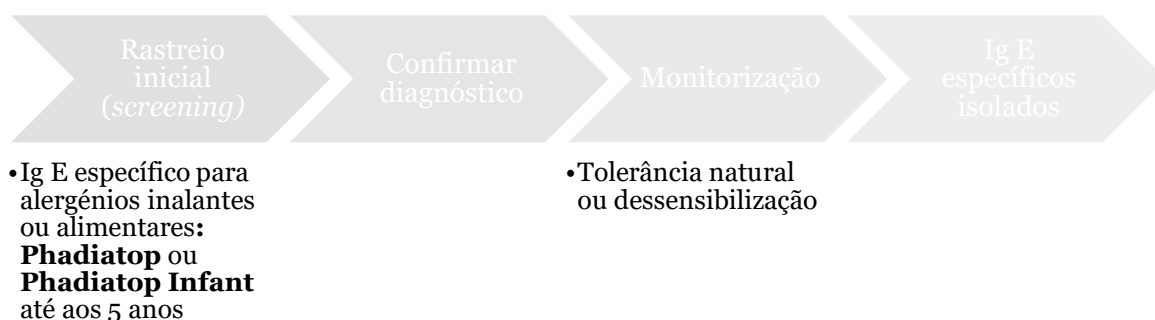 Rastreio
inicial
(screening)
Confirmar
diagnóstico
Monitorização
Ig E
específicos
isolados
•Ig E específico para
alergénios inalantes
ou alimentares:
Phadiatop ou
Phadiatop Infant
até aos 5 anos
•Tolerância natural
ou dessensibilização